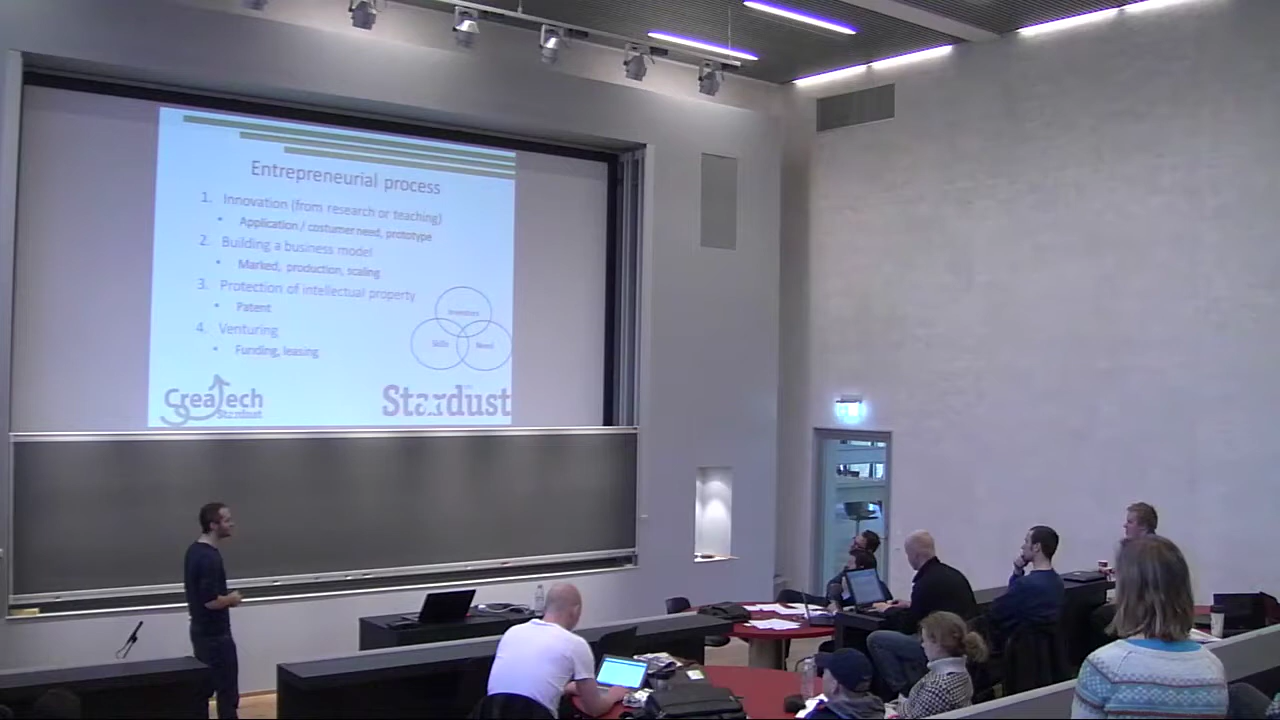 Entrepreneurial process
1. Innovation (from research or teaching)
• Application / costumer need, prototype
2. Building a business model
• Marked, production, scaling
3. Protection of intellectual property
• Patent
4. Venturing
• Funding, leasing
Inventors
Skills
Need
CreaTech
Stardust
Stardust